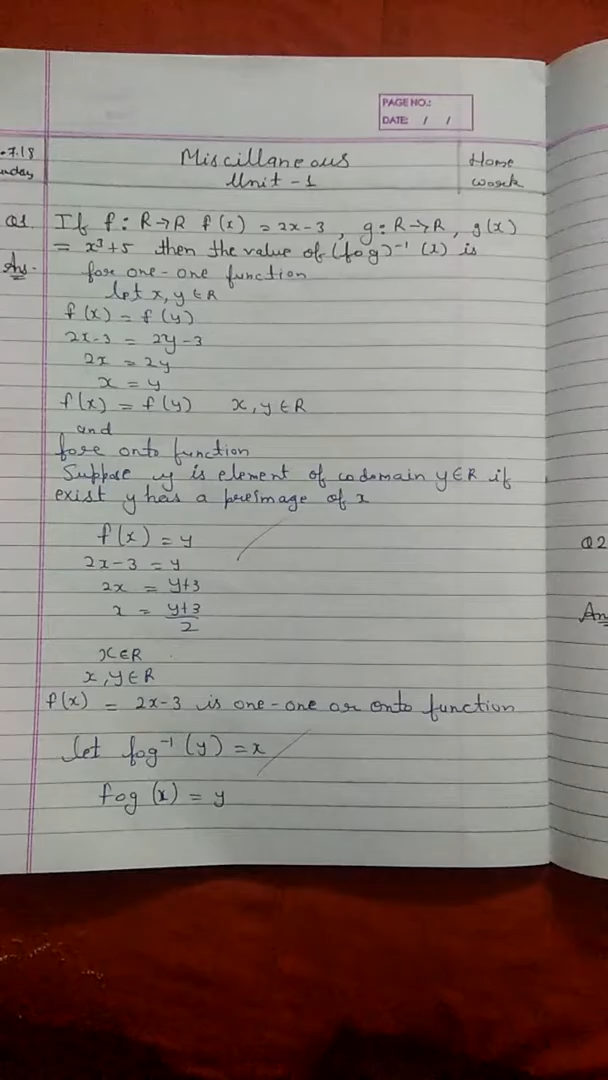 PAGE NO.:
DATE: / /
Miscillaneous
Unit - 1
Home
work
Q1 If f : R→R f(x) = 2x-3 , g : R→R, g(x)
= x³+5 then the value of (fog)⁻¹ (x) is
Ans. for one-one function
let x, y ∈ R
f(x) = f(y)
2x-3 = 2y-3
2x = 2y
x = y
f(x) = f(y) x, y ∈ R
and
for onto function
Suppose y is element of codomain y∈R if
exist y has a preimage of x
f(x) = y
2x-3 = y
2x = y+3
x = y+3
2
x∈R
x, y∈R
f(x) = 2x-3 is one-one or onto function
let fog⁻¹ (y) = x
fog (x) = y
Q2